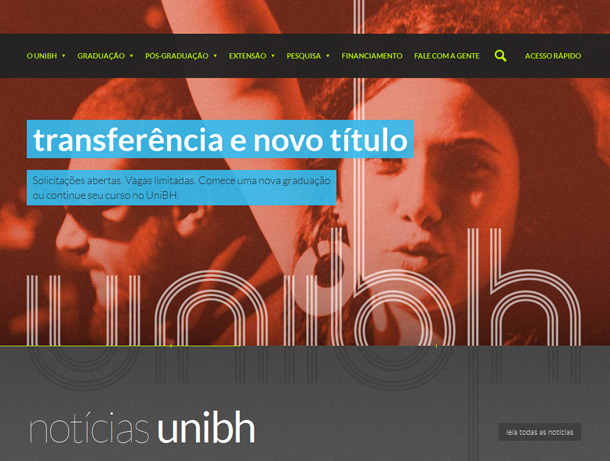 O UNIBH GRADUAÇÃO PÓS-GRADUAÇÃO EXTENSÃO PESQUISA FINANCIAMENTO FALE COM A GENTE ACESSO RÁPIDO
transferência e novo título
Solicitações abertas. Vagas limitadas. Comece uma nova graduação
ou continue seu curso no UniBH.
unibh
notícias unibh
leia todas as notícias